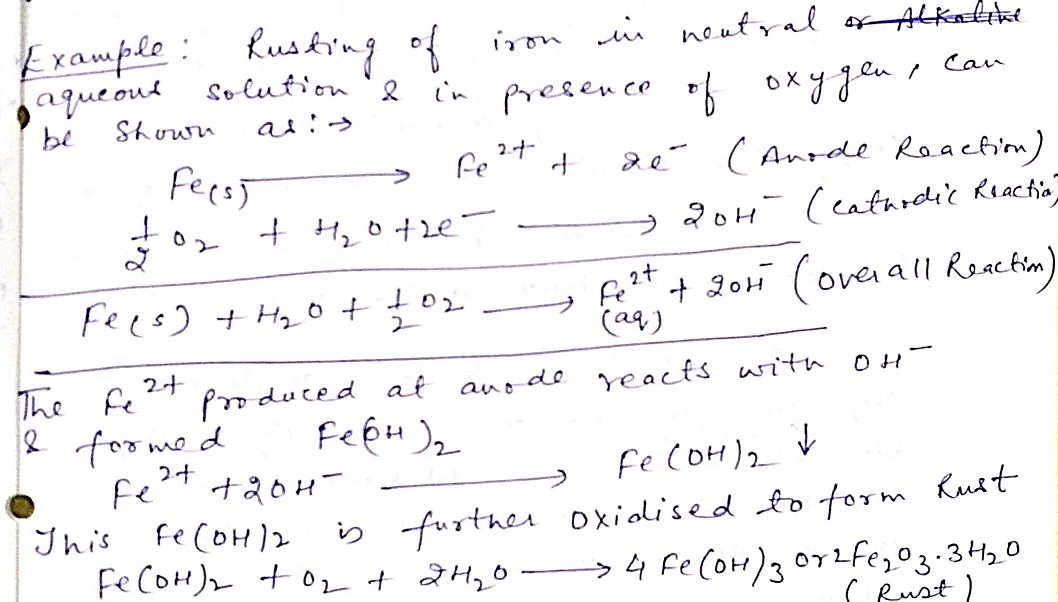 Example : Rusting of iron in neutral or Alkaline
aqueous solution & in presence of oxygen, can
be shown as :→
Fe(s) → Fe²⁺ + 2e⁻ (Anode Reaction)
½ O₂ + H₂O + 2e⁻ → 2OH⁻ (cathodic Reaction)
Fe(s) + H₂O + ½ O₂ → Fe²⁺ (aq) + 2OH⁻ (overall Reaction)
The Fe²⁺ produced at anode reacts with OH⁻
& formed Fe(OH)₂
Fe²⁺ + 2OH⁻ → Fe(OH)₂ ↓
This Fe(OH)₂ is further oxidised to form Rust
Fe(OH)₂ + O₂ + 2H₂O → 4 Fe(OH)₃ or 2Fe₂O₃·3H₂O
(Rust)